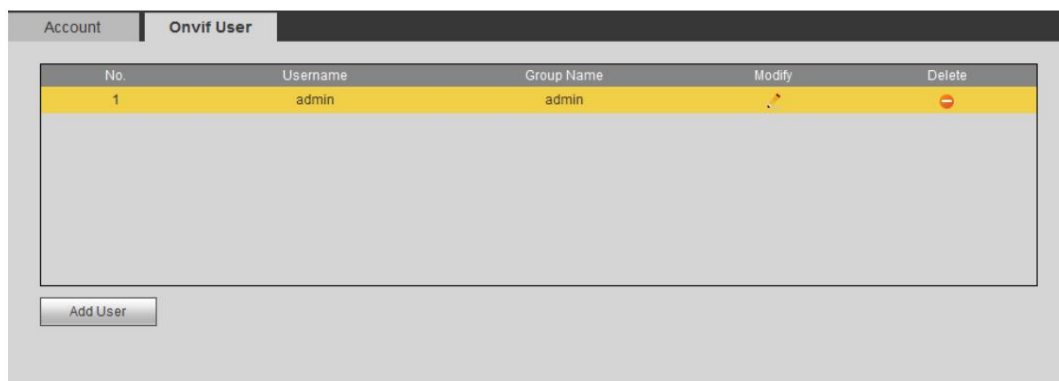 Account Onvif User
No. Username Group Name Modify Delete
1 admin admin
Add User